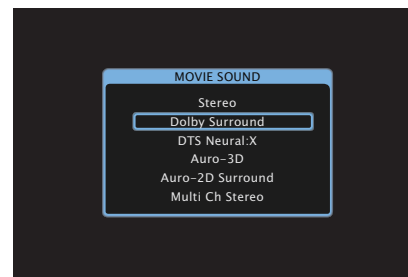 MOVIE SOUND
Stereo
Dolby Surround
DTS Neural:X
Auro-3D
Auro-2D Surround
Multi Ch Stereo